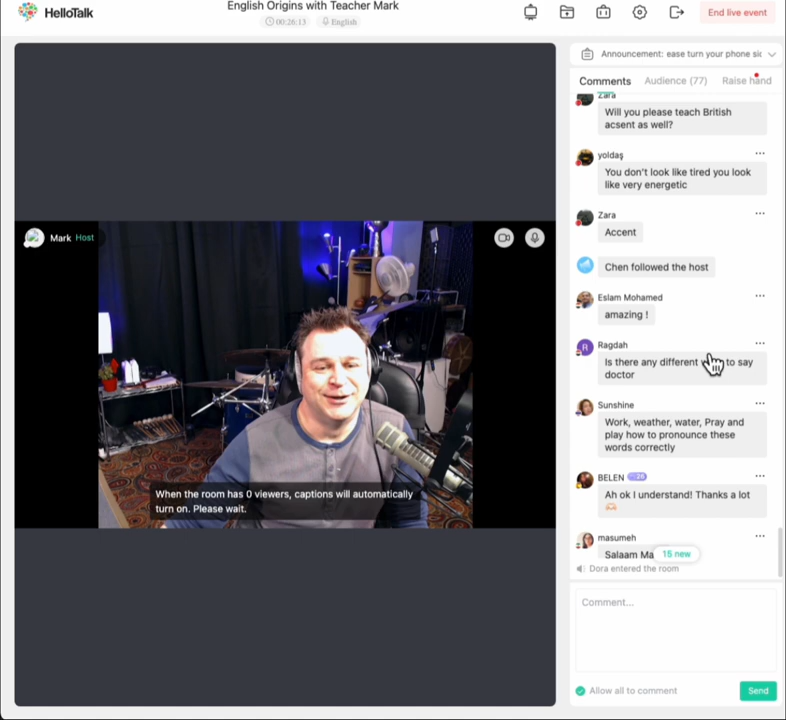 HelloTalk
English Origins with Teacher Mark
00:26:13
English
End live event
Announcement: ease turn your phone
Comments
Audience (77)
Raise hand
Zara
Will you please teach British
acsent as well?
yoldaş
You don't look like tired you look
like very energetic
Zara
Accent
Chen followed the host
Eslam Mohamed
amazing !
R
Ragdah
Is there any different to say
doctor
Sunshine
Work, weather, water, Pray and
play how to pronounce these
words correctly
BELEN 26
Ah ok I understand! Thanks a lot
masumeh
Salaam Ma
15 new
Dora entered the room
Mark Host
When the room has 0 viewers, captions will automatically
turn on. Please wait.
Comment...
Allow all to comment
Send